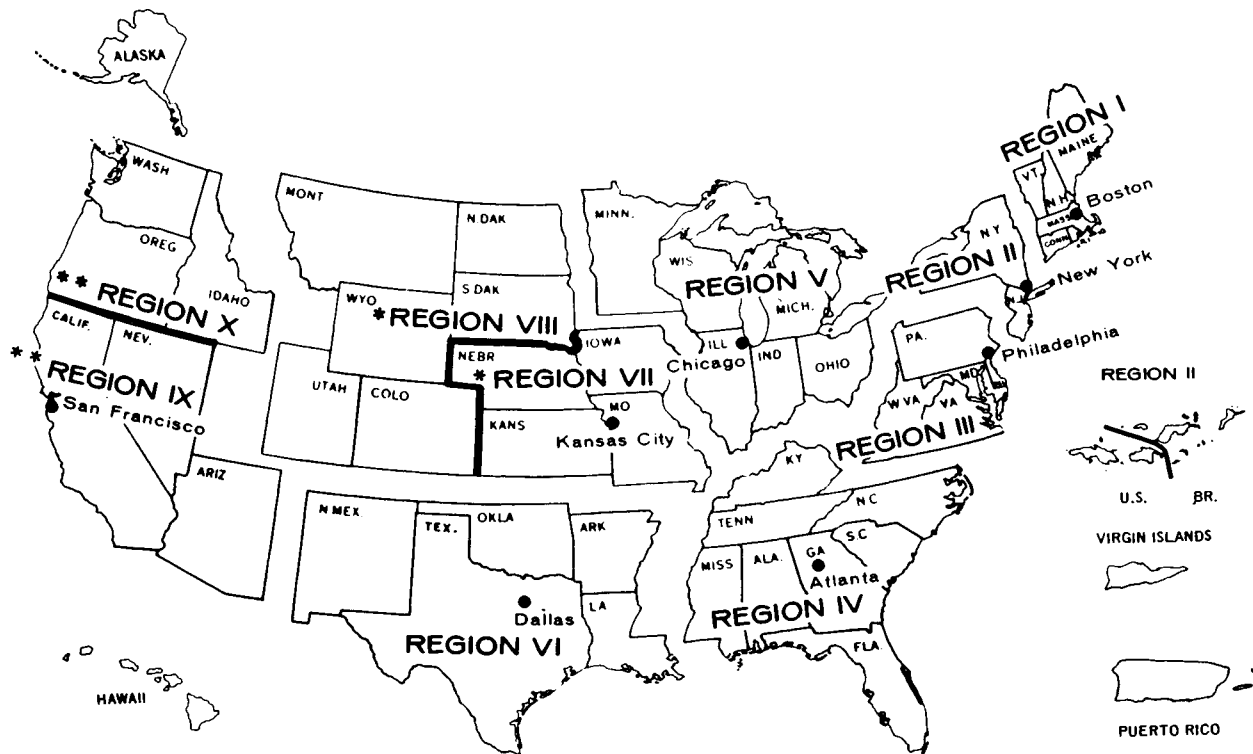 ALASKA
REGION I
MAINE
WASH
VT.
N.H.
Boston
MASS
CONN
R.I.
MONT
N.DAK
MINN.
OREG
N.Y.
WIS
REGION V
REGION II
New York
N.J.
IDAHO
** REGION X
S.DAK
WYO
* REGION VIII
MICH.
CALIF.
NEV.
IOWA
ILL
Chicago
IND
OHIO
PA.
Philadelphia
NEBR
* REGION VII
MD
** REGION IX
San Francisco
UTAH
COLO
W.VA
VA
REGION III
REGION II
KANS
MO
Kansas City
KY
ARIZ
N.MEX.
TEX.
OKLA
ARK
TENN
N.C.
U.S.
BR.
VIRGIN ISLANDS
MISS
ALA.
GA
S.C.
Atlanta
LA
Dallas
REGION IV
REGION VI
FLA.
HAWAII
PUERTO RICO